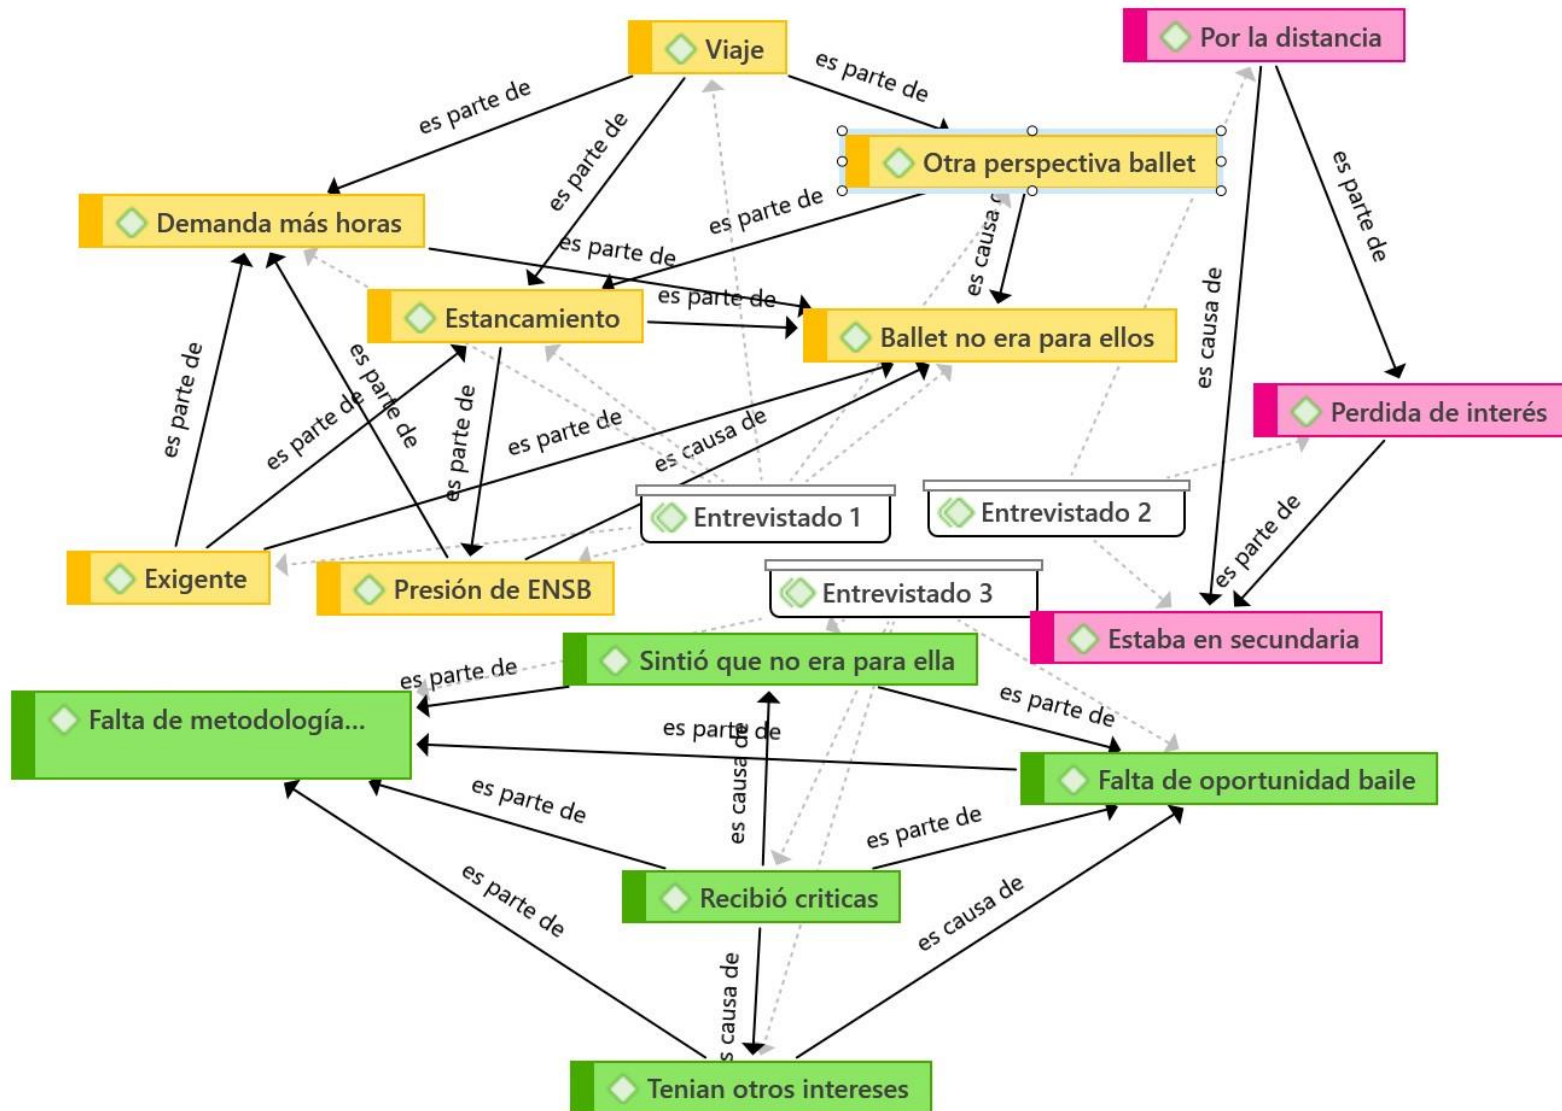 Viaje
Por la distancia
es parte de
es parte de
es parte de
Otra perspectiva ballet
es parte de
Demanda más horas
es parte de
es causa de
es parte de
es causa de
Estancamiento
es parte de
Ballet no era para ellos
es parte de
es parte de
es parte de
es parte de
es parte de
es causa de
Perdida de interés
es parte de
Entrevistado 1
Entrevistado 2
es parte de
Exigente
Presión de ENSB
Entrevistado 3
Estaba en secundaria
Sintió que no era para ella
es parte de
es parte de
Falta de metodología...
es parte de
es causa de
Falta de oportunidad baile
es parte de
es parte de
es parte de
Recibió criticas
es causa de
es causa de
Tenian otros intereses